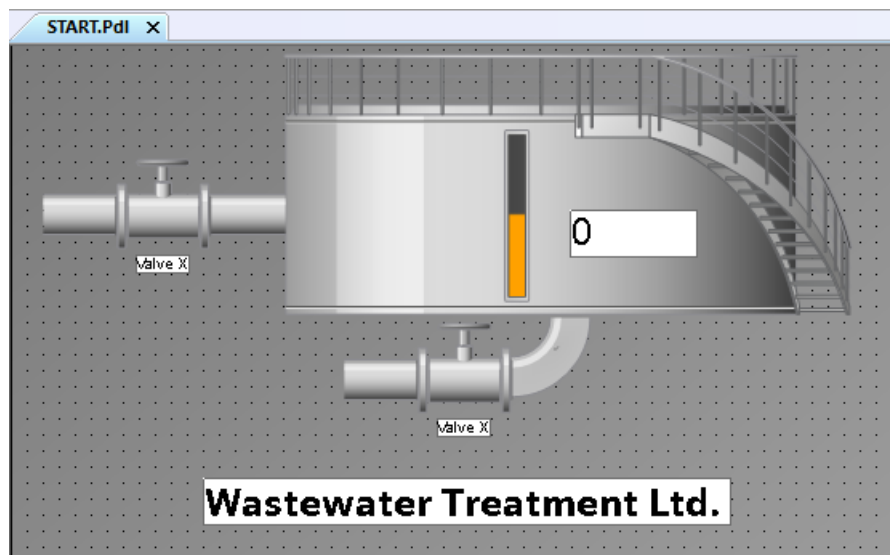 START.Pdl
0
Valve X
Valve X
Wastewater Treatment Ltd.